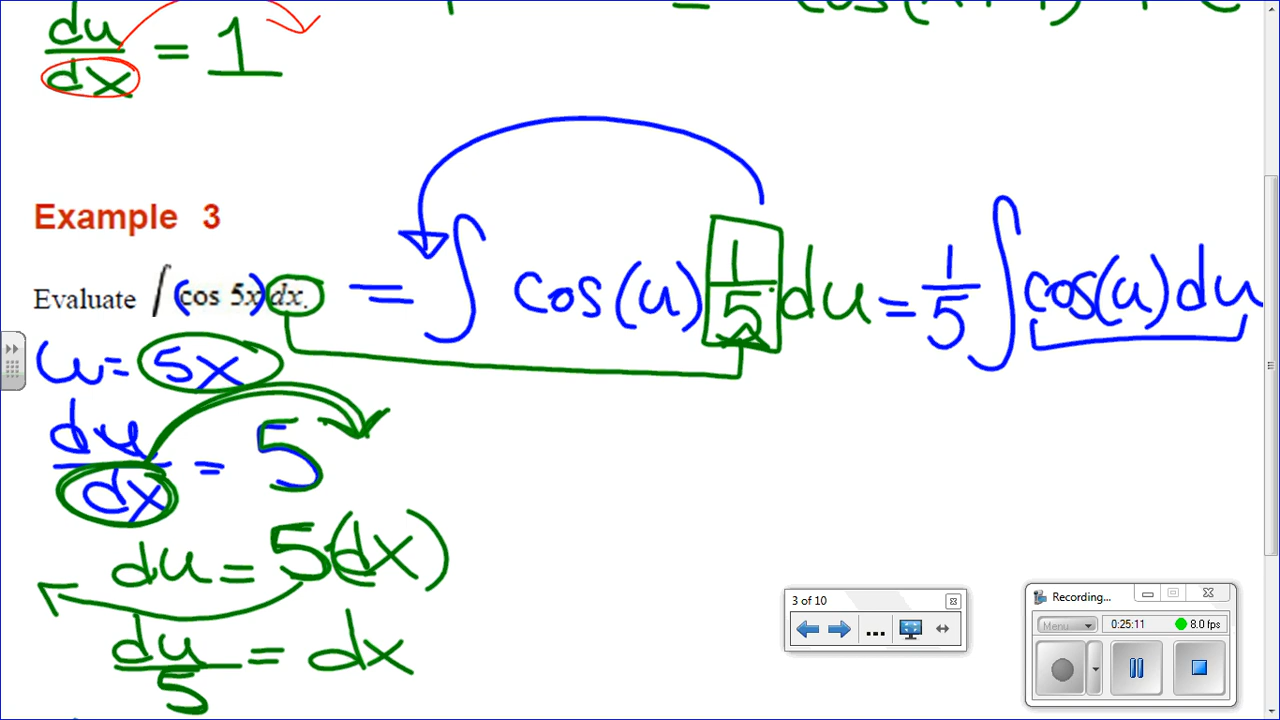 du/dx = 1
= cos(x+1) + C
Example 3
Evaluate ∫(cos 5x)dx. = ∫ cos(u) 1/5 du = 1/5 ∫ cos(u) du
u = 5x
du/dx = 5
du = 5(dx)
du/5 = dx
3 of 10
...
Recording...
Menu 0:25:11 8.0 fps